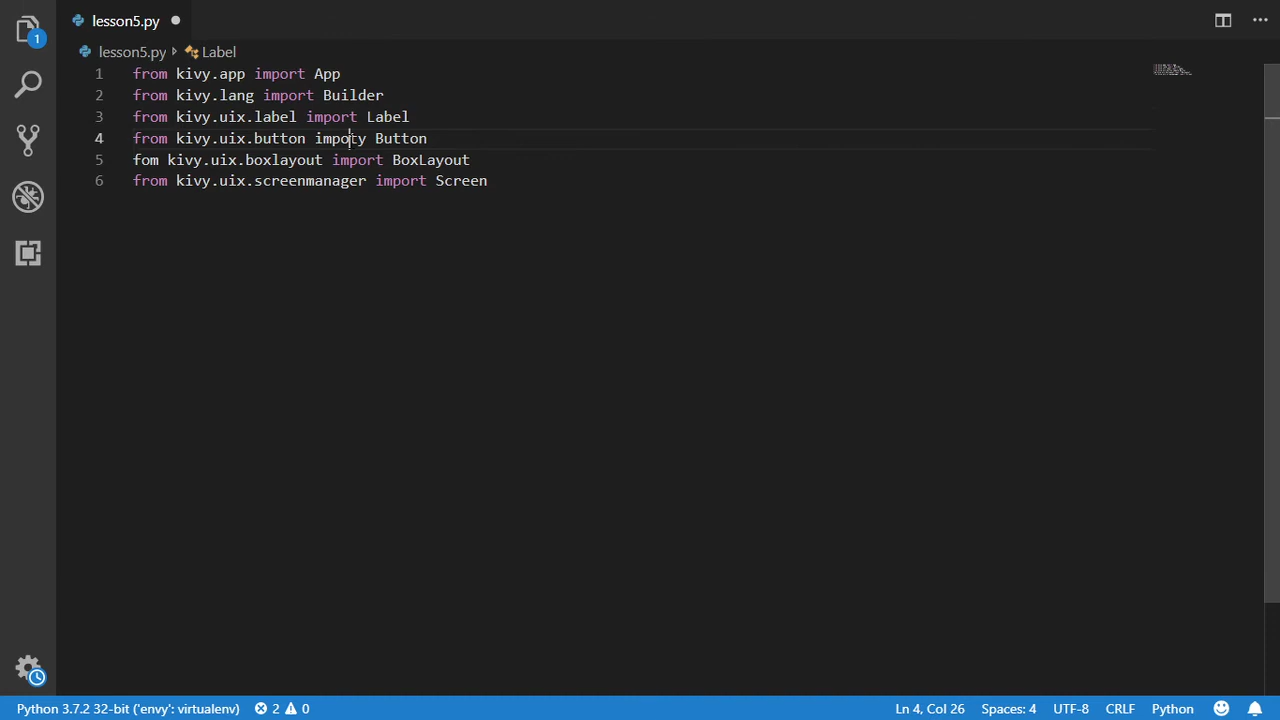 lesson5.py
lesson5.py Label
1 from kivy.app import App
2 from kivy.lang import Builder
3 from kivy.uix.label import Label
4 from kivy.uix.button impoty Button
5 fom kivy.uix.boxlayout import BoxLayout
6 from kivy.uix.screenmanager import Screen
1
Python 3.7.2 32-bit ('envy': virtualenv) 2 0 Ln 4, Col 26 Spaces: 4 UTF-8 CRLF Python